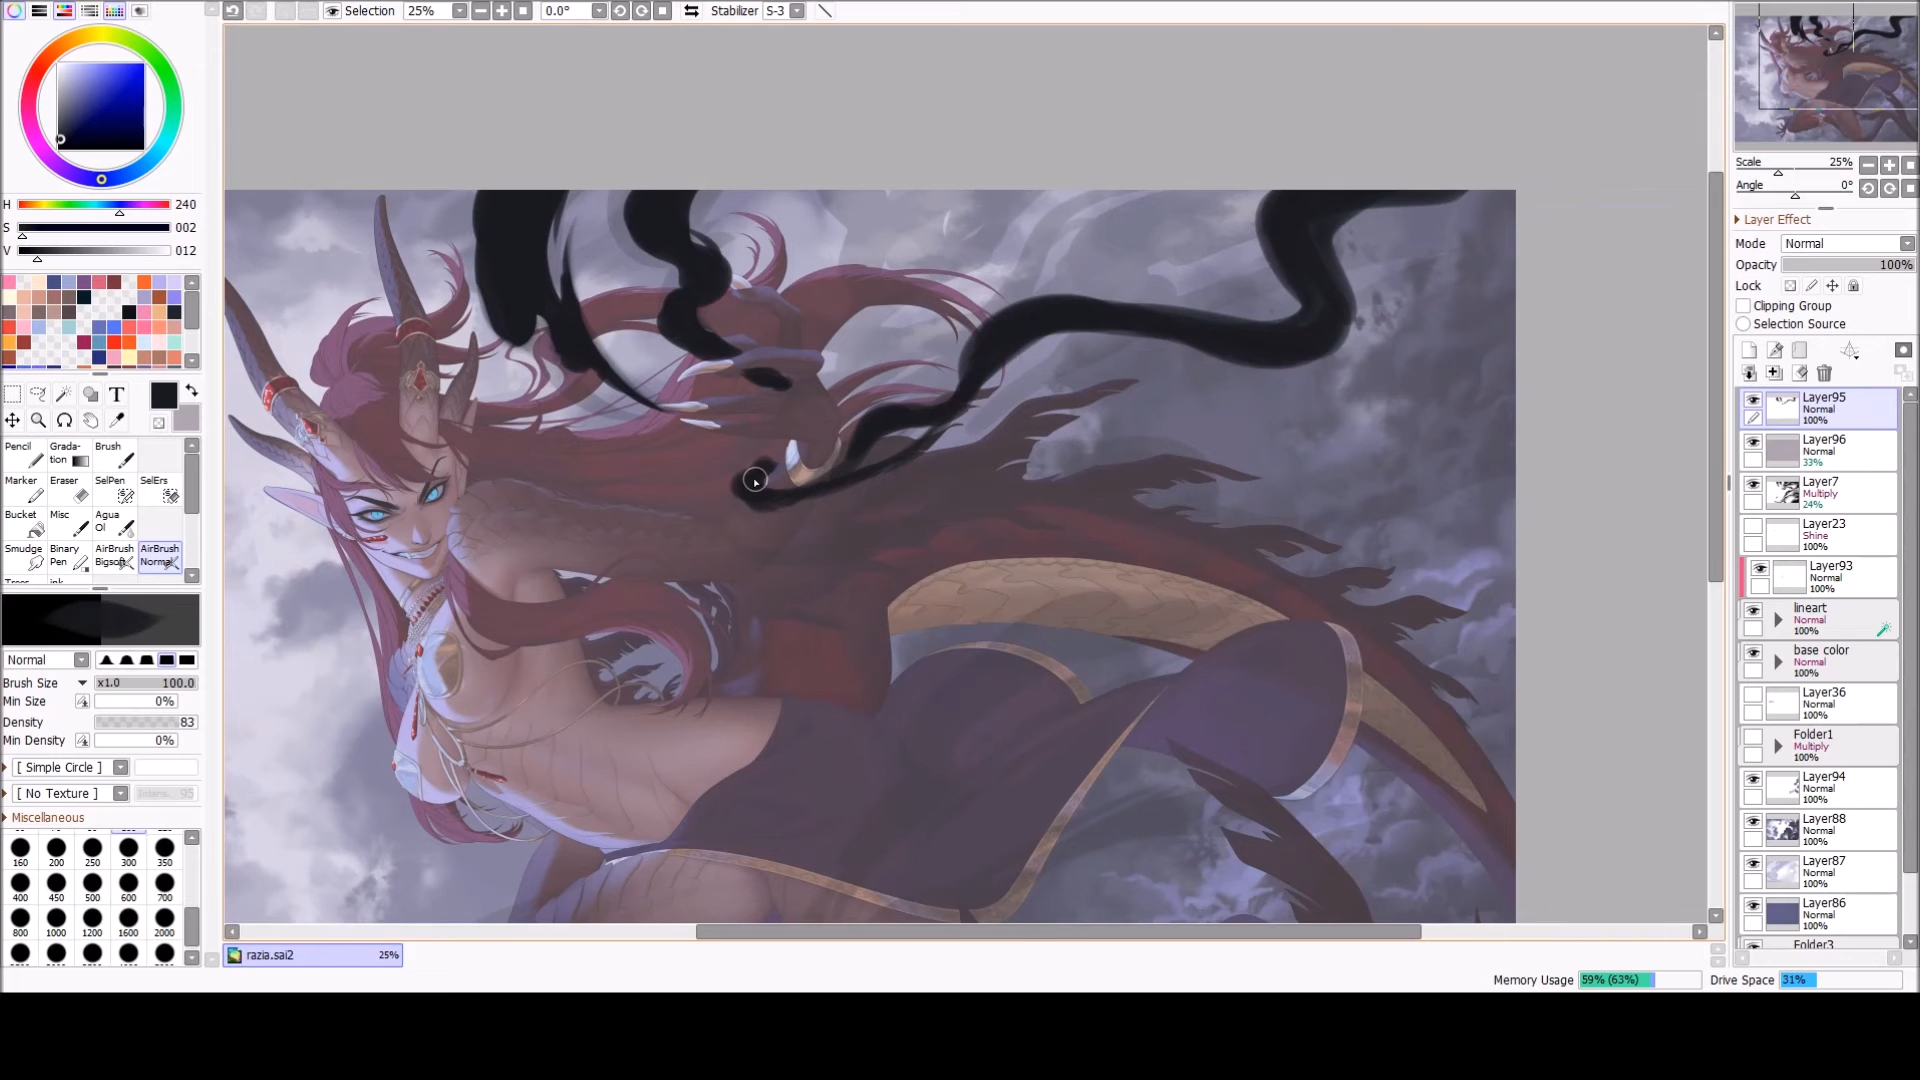 Selection 25% 0.0° Stabilizer S-3
H 240
S 002
V 012
T
Pencil Gradation Brush
Marker Eraser SelPen SelErs
Bucket Misc Agua Ol
Smudge Binary Pen AirBrush Bigsoft AirBrush Normal
Normal
Brush Size x1.0 100.0
Min Size 0%
Density 83
Min Density 0%
[ Simple Circle ]
[ No Texture ] Intens. 95
Miscellaneous
160 200 250 300 350
400 450 500 600 700
800 1000 1200 1600 2000
razia.sai2 25%
Scale 25%
Angle 0°
Layer Effect
Mode Normal
Opacity 100%
Lock
Clipping Group
Selection Source
Layer95
Normal
100%
Layer96
Normal
33%
Layer7
Multiply
24%
Layer23
Shine
100%
Layer93
Normal
100%
lineart
Normal
100%
base color
Normal
100%
Layer36
Normal
100%
Folder1
Multiply
100%
Layer94
Normal
100%
Layer88
Normal
100%
Layer87
Normal
100%
Layer86
Normal
100%
Folder3
Memory Usage 59% (63%) Drive Space 31%